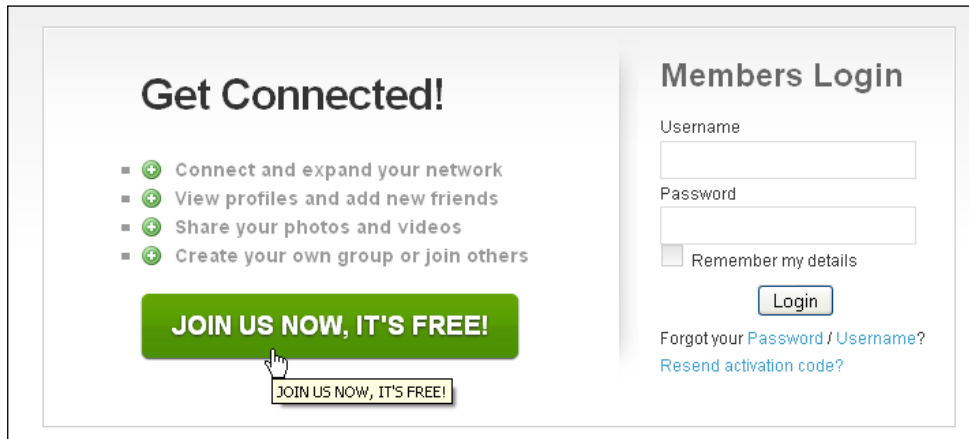 Get Connected!
Connect and expand your network
View profiles and add new friends
Share your photos and videos
Create your own group or join others
JOIN US NOW, IT'S FREE!
JOIN US NOW, IT'S FREE!
Members Login
Username
Password
Remember my details
Login
Forgot your Password / Username?
Resend activation code?